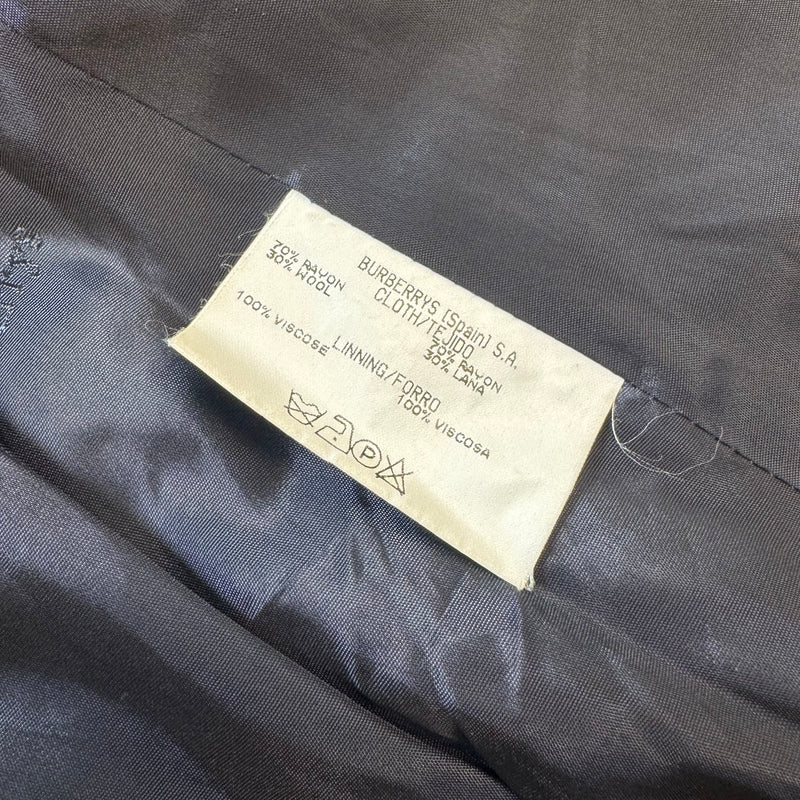 BURBERRYS [Spain] S.A.
CLOTH/TEJIDO
70% RAYON 70% RAYON
30% WOOL 30% LANA
LINNING/FORRO
100% VISCOSE 100% VISCOSA
P